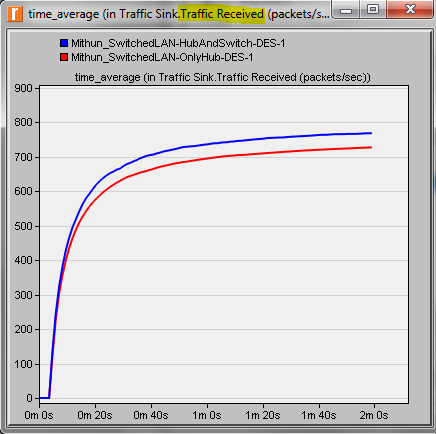 time_average (in Traffic Sink.Traffic Received (packets/s...
Mithun_SwitchedLAN-HubAndSwitch-DES-1
Mithun_SwitchedLAN-OnlyHub-DES-1
time_average (in Traffic Sink.Traffic Received (packets/sec))
900
800
700
600
500
400
300
200
100
0
0m 0s 0m 20s 0m 40s 1m 0s 1m 20s 1m 40s 2m 0s